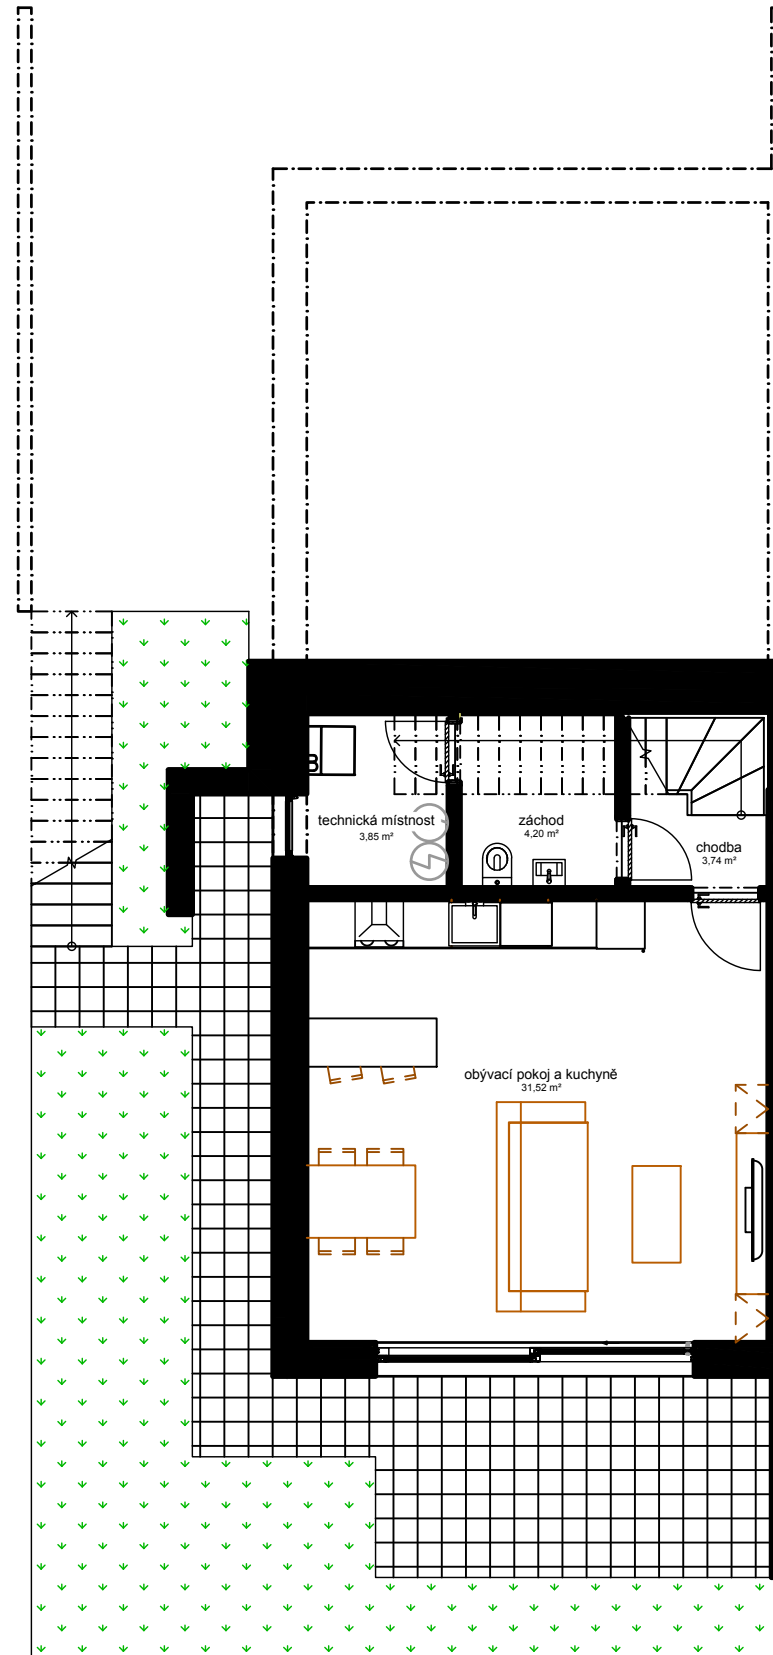 technická místnost
3,85 m²
záchod
4,20 m²
chodba
3,74 m²
obývací pokoj a kuchyně
31,52 m²